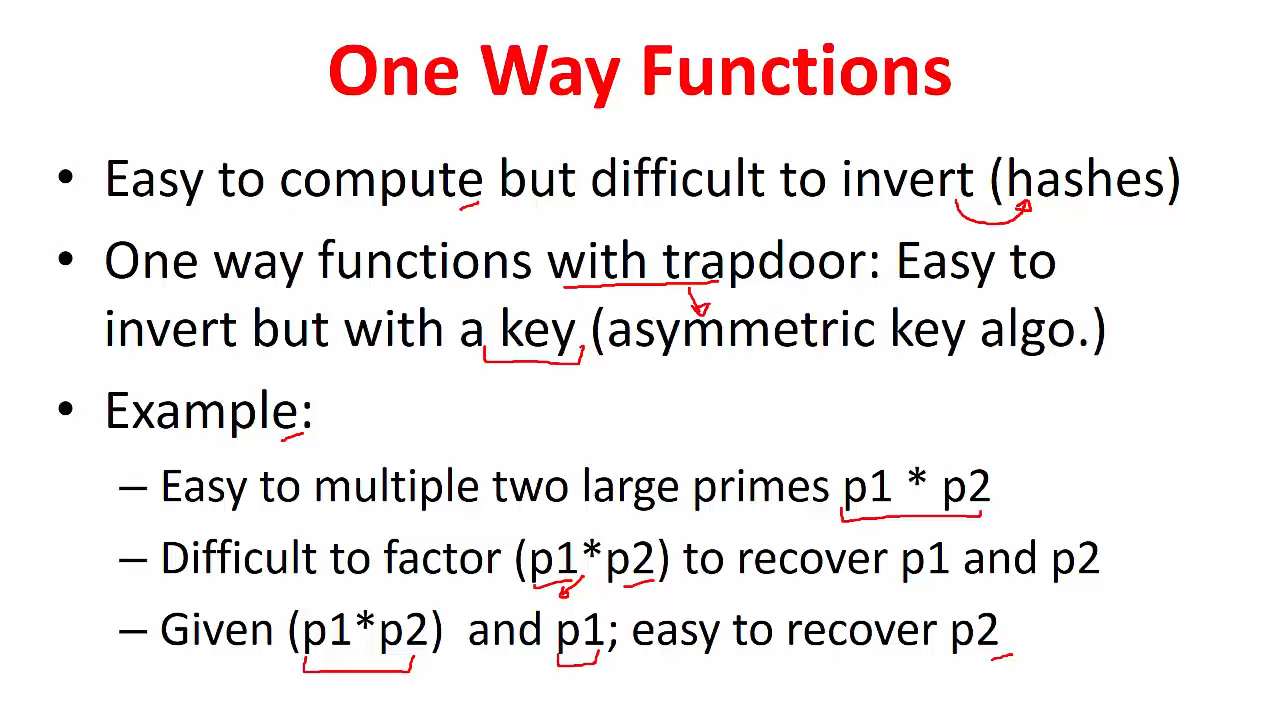 One Way Functions
• Easy to compute but difficult to invert (hashes)
• One way functions with trapdoor: Easy to
invert but with a key (asymmetric key algo.)
• Example:
– Easy to multiple two large primes p1 * p2
– Difficult to factor (p1*p2) to recover p1 and p2
– Given (p1*p2) and p1; easy to recover p2